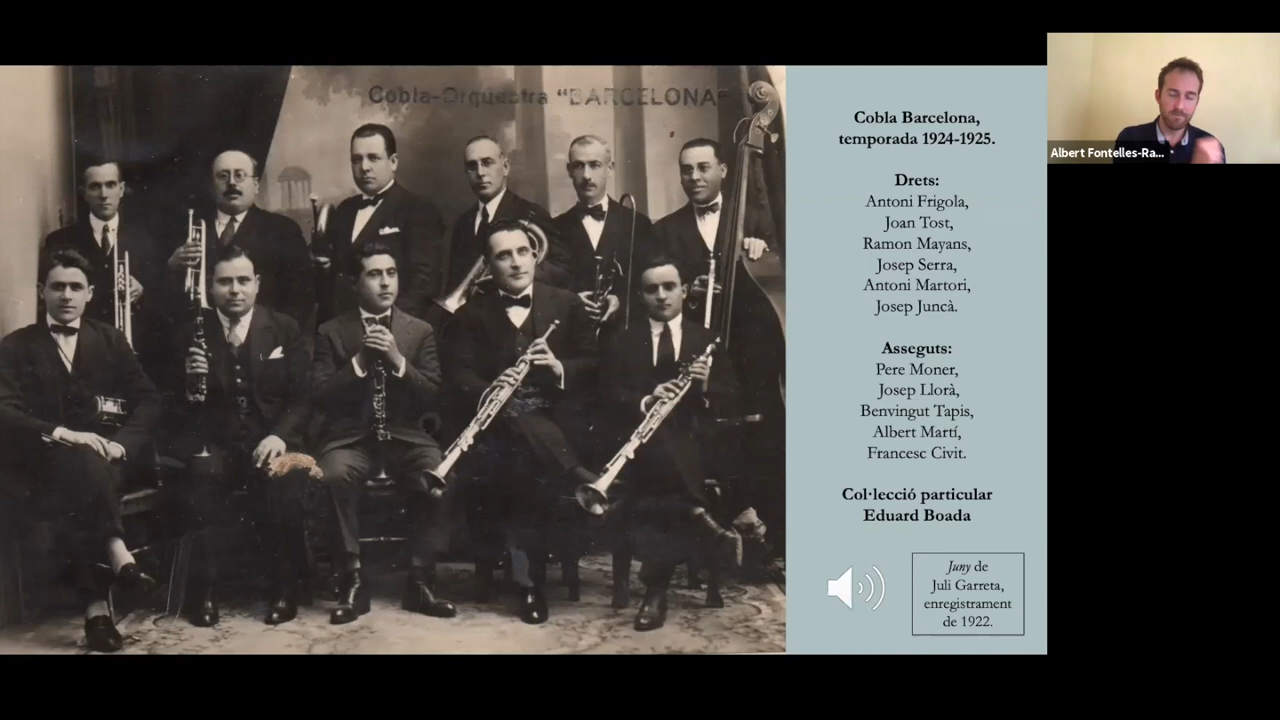 Cobla-Orquestra "BARCELONA"
Cobla Barcelona,
temporada 1924-1925.
Drets:
Antoni Frigola,
Joan Tost,
Ramon Mayans,
Josep Serra,
Antoni Martori,
Josep Juncà.
Asseguts:
Pere Moner,
Josep Llorà,
Benvingut Tapis,
Albert Martí,
Francesc Civit.
Col·lecció particular
Eduard Boada
Juny de
Juli Garreta,
enregistrament
de 1922.
Albert Fontelles-Ra...